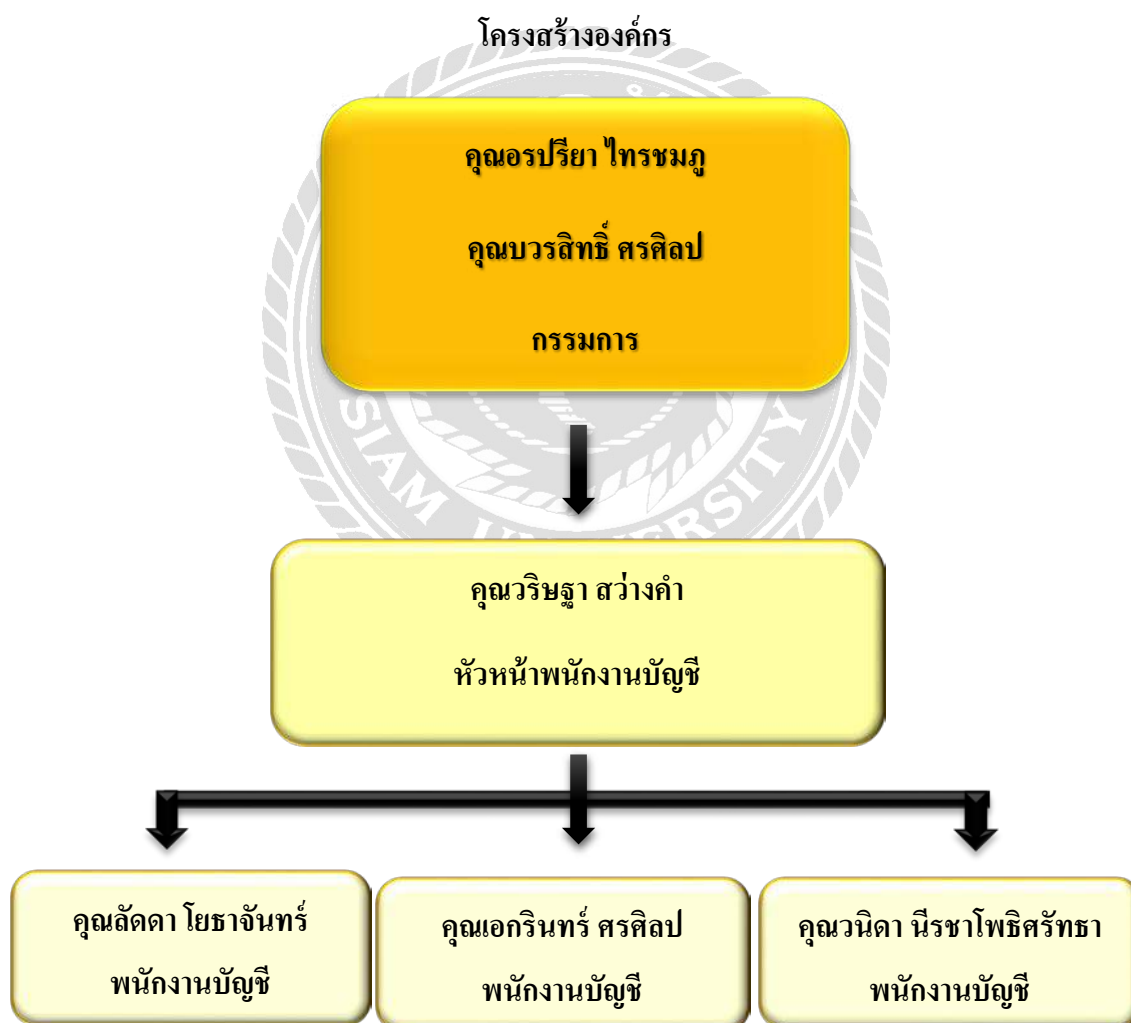 โครงสร้างองค์กร
คุณอรปรียา ไทรชมภู
คุณบวรสิทธิ์ ศรศิลป
กรรมการ
SIAM UNIVERSITY
คุณวริษฐา สว่างคำ
หัวหน้าพนักงานบัญชี
คุณลัดดา โยธาจันทร์
พนักงานบัญชี
คุณเอกรินทร์ ศรศิลป
พนักงานบัญชี
คุณวนิดา นีรชาโพธิศรัทธา
พนักงานบัญชี